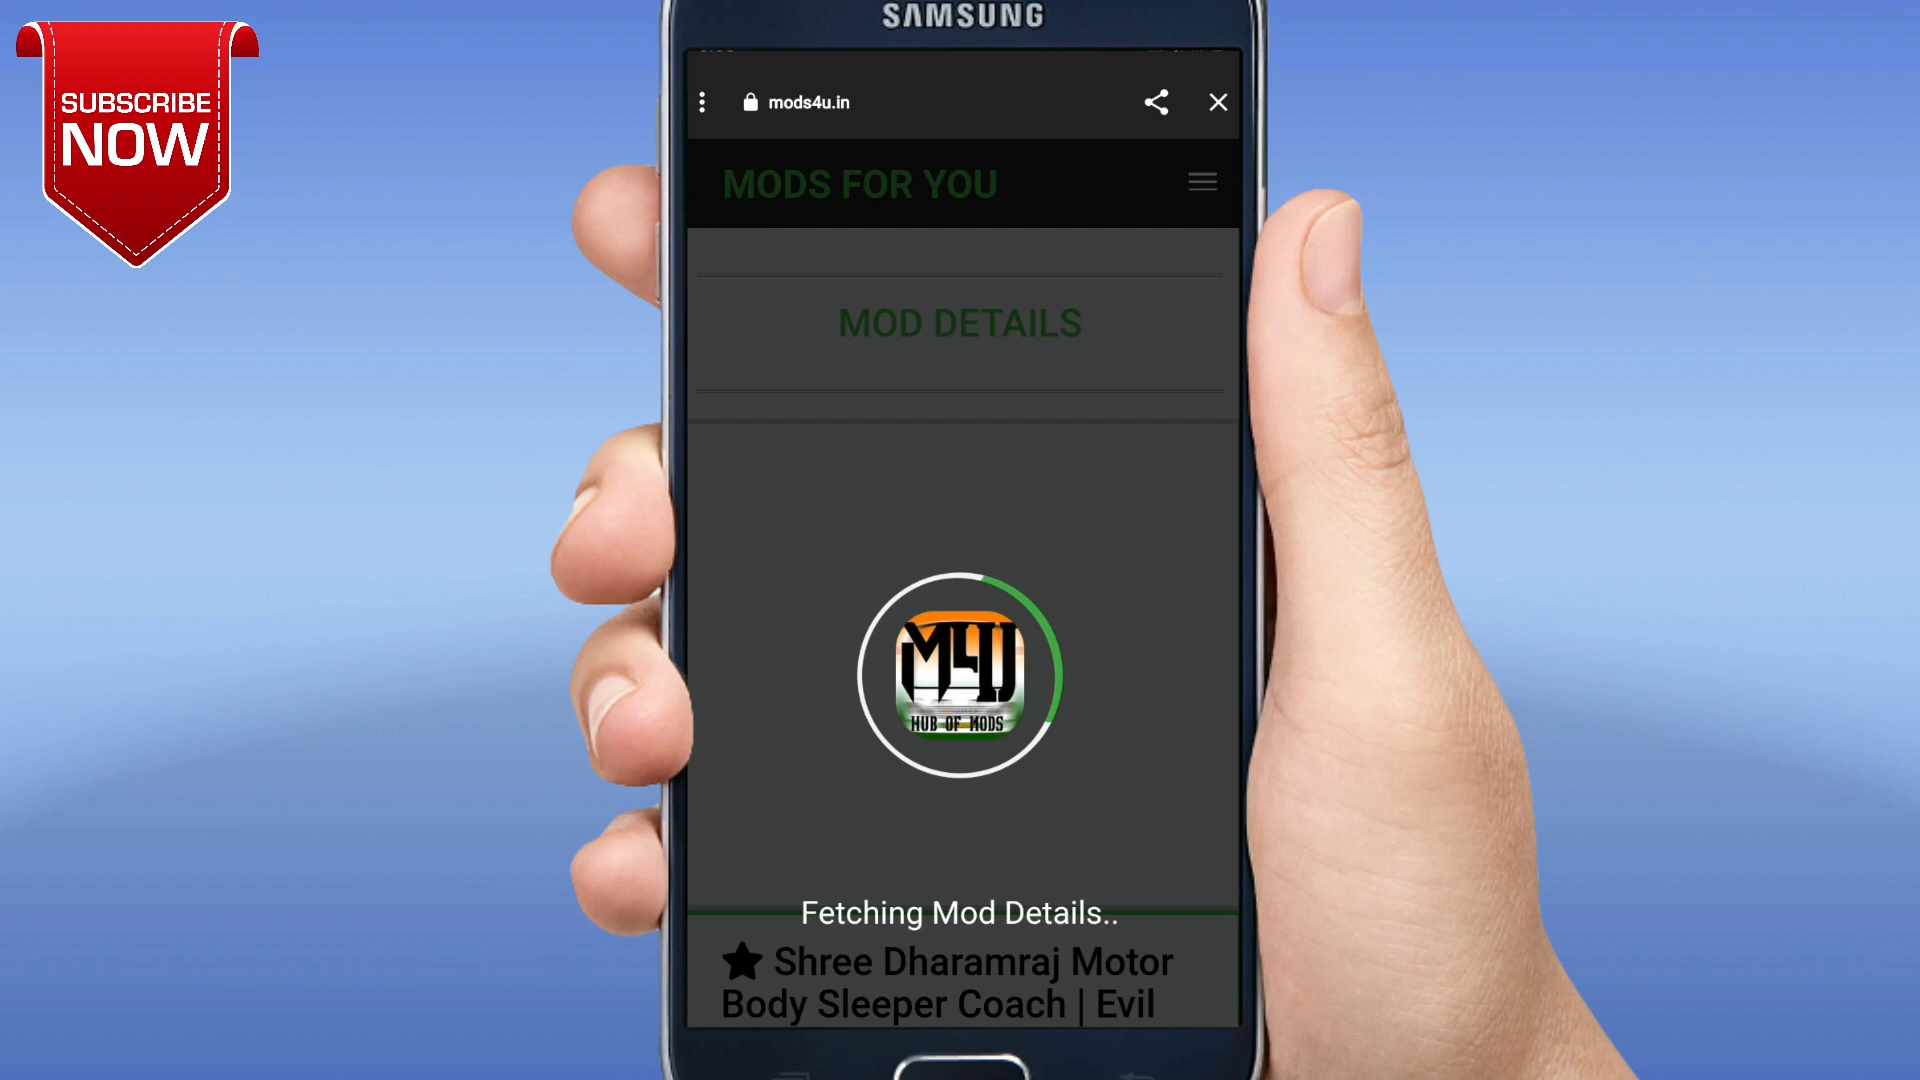 SUBSCRIBE
NOW
SAMSUNG
mods4u.in
MODS FOR YOU
MOD DETAILS
M4U
HUB OF MODS
Fetching Mod Details..
Shree Dharamraj Motor
Body Sleeper Coach | Evil